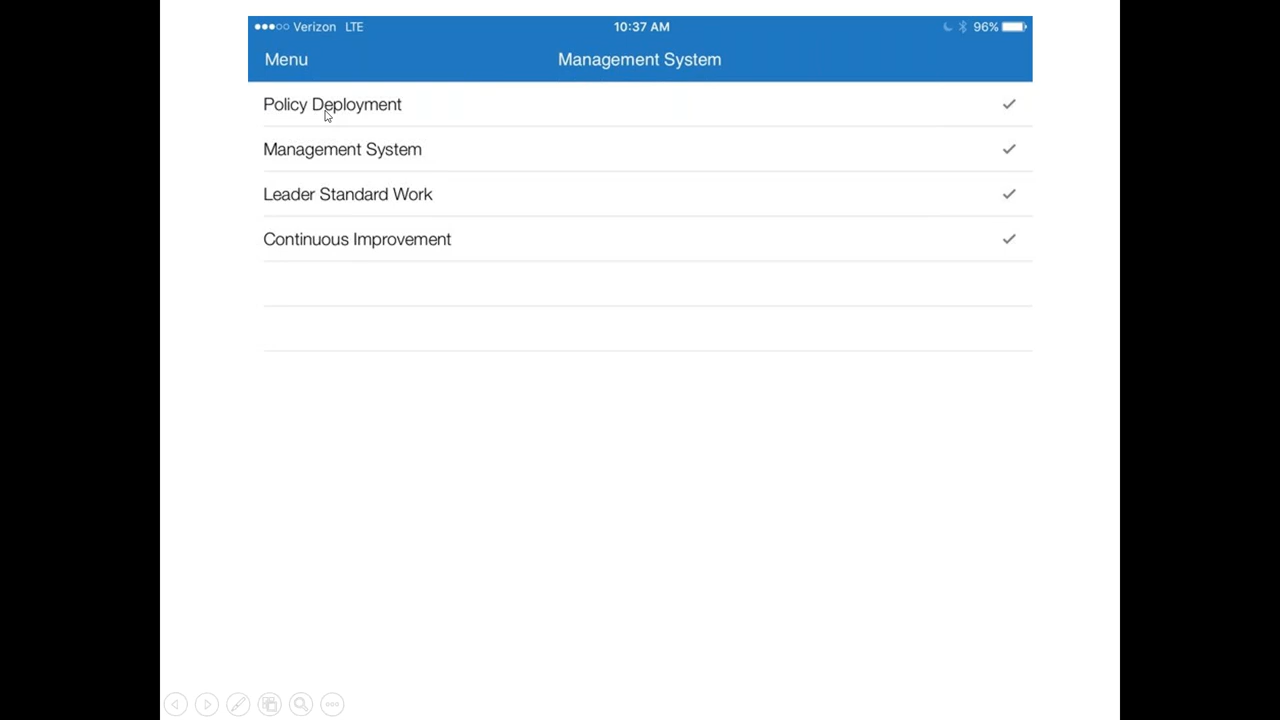 Verizon LTE 10:37 AM 96%
Menu Management System
Policy Deployment
Management System
Leader Standard Work
Continuous Improvement